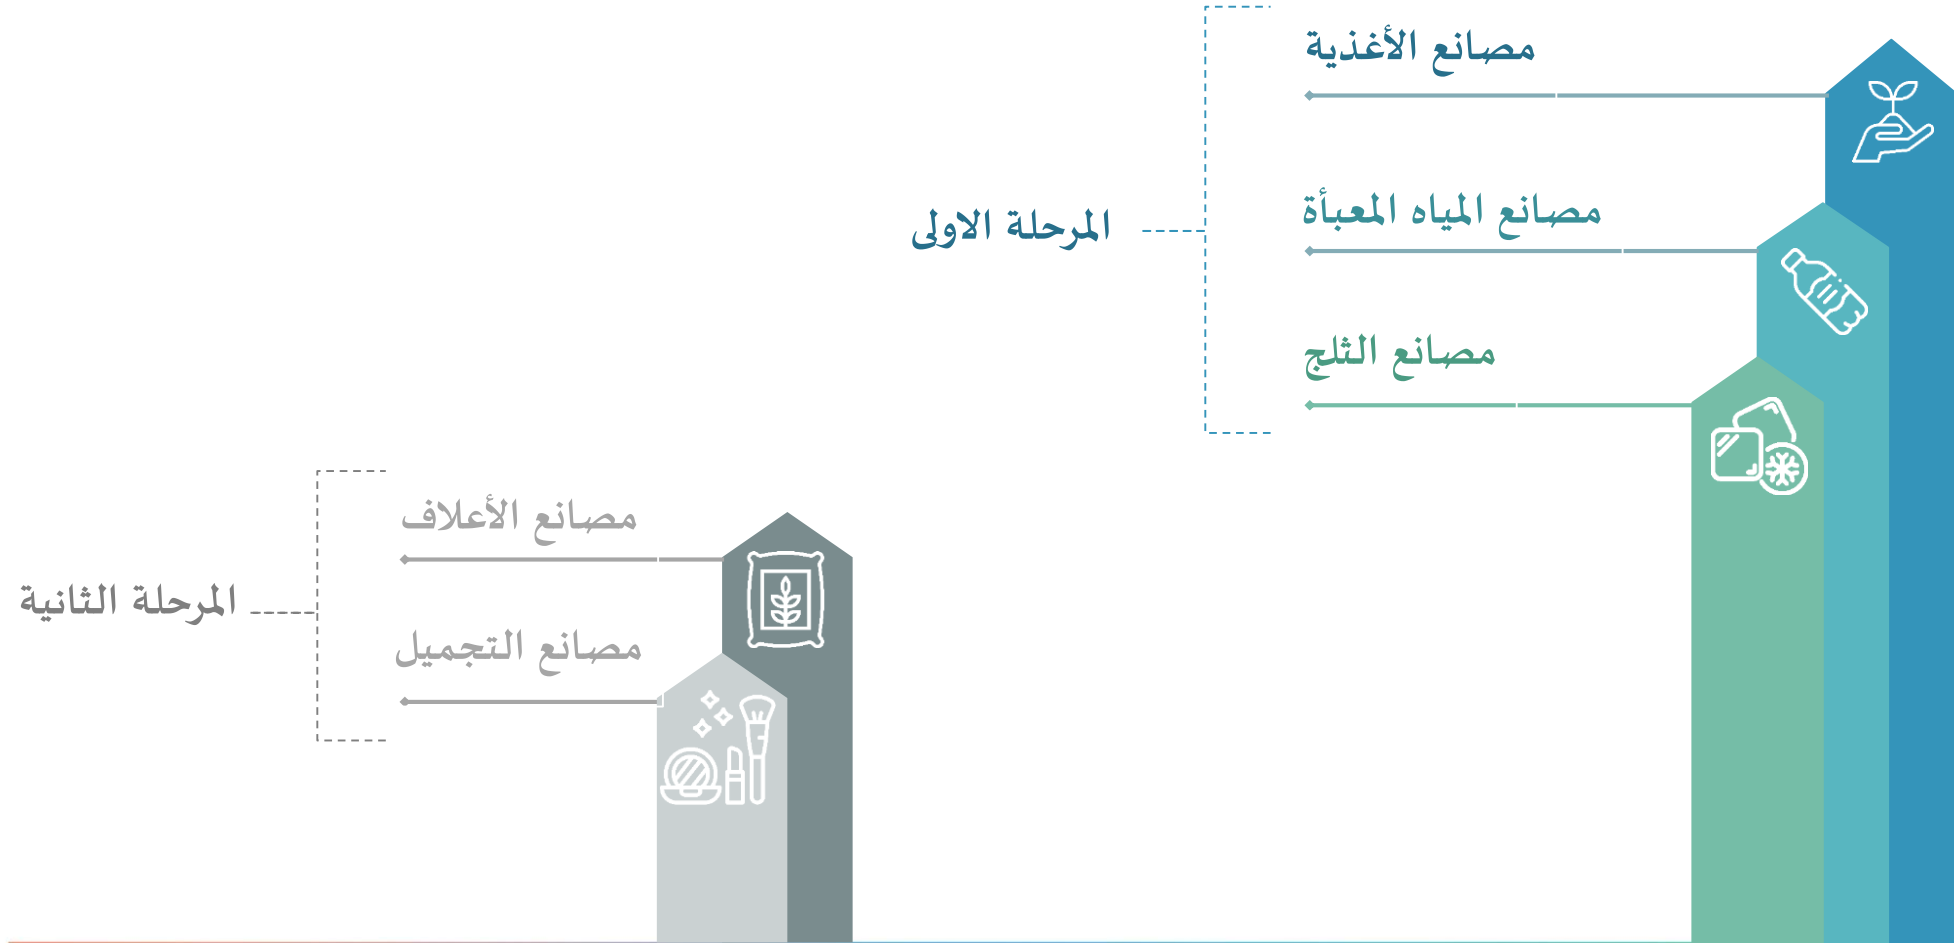 المرحلة الاولى
مصانع الأغذية
مصانع المياه المعبأة
مصانع الثلج
المرحلة الثانية
مصانع الأعلاف
مصانع التجميل